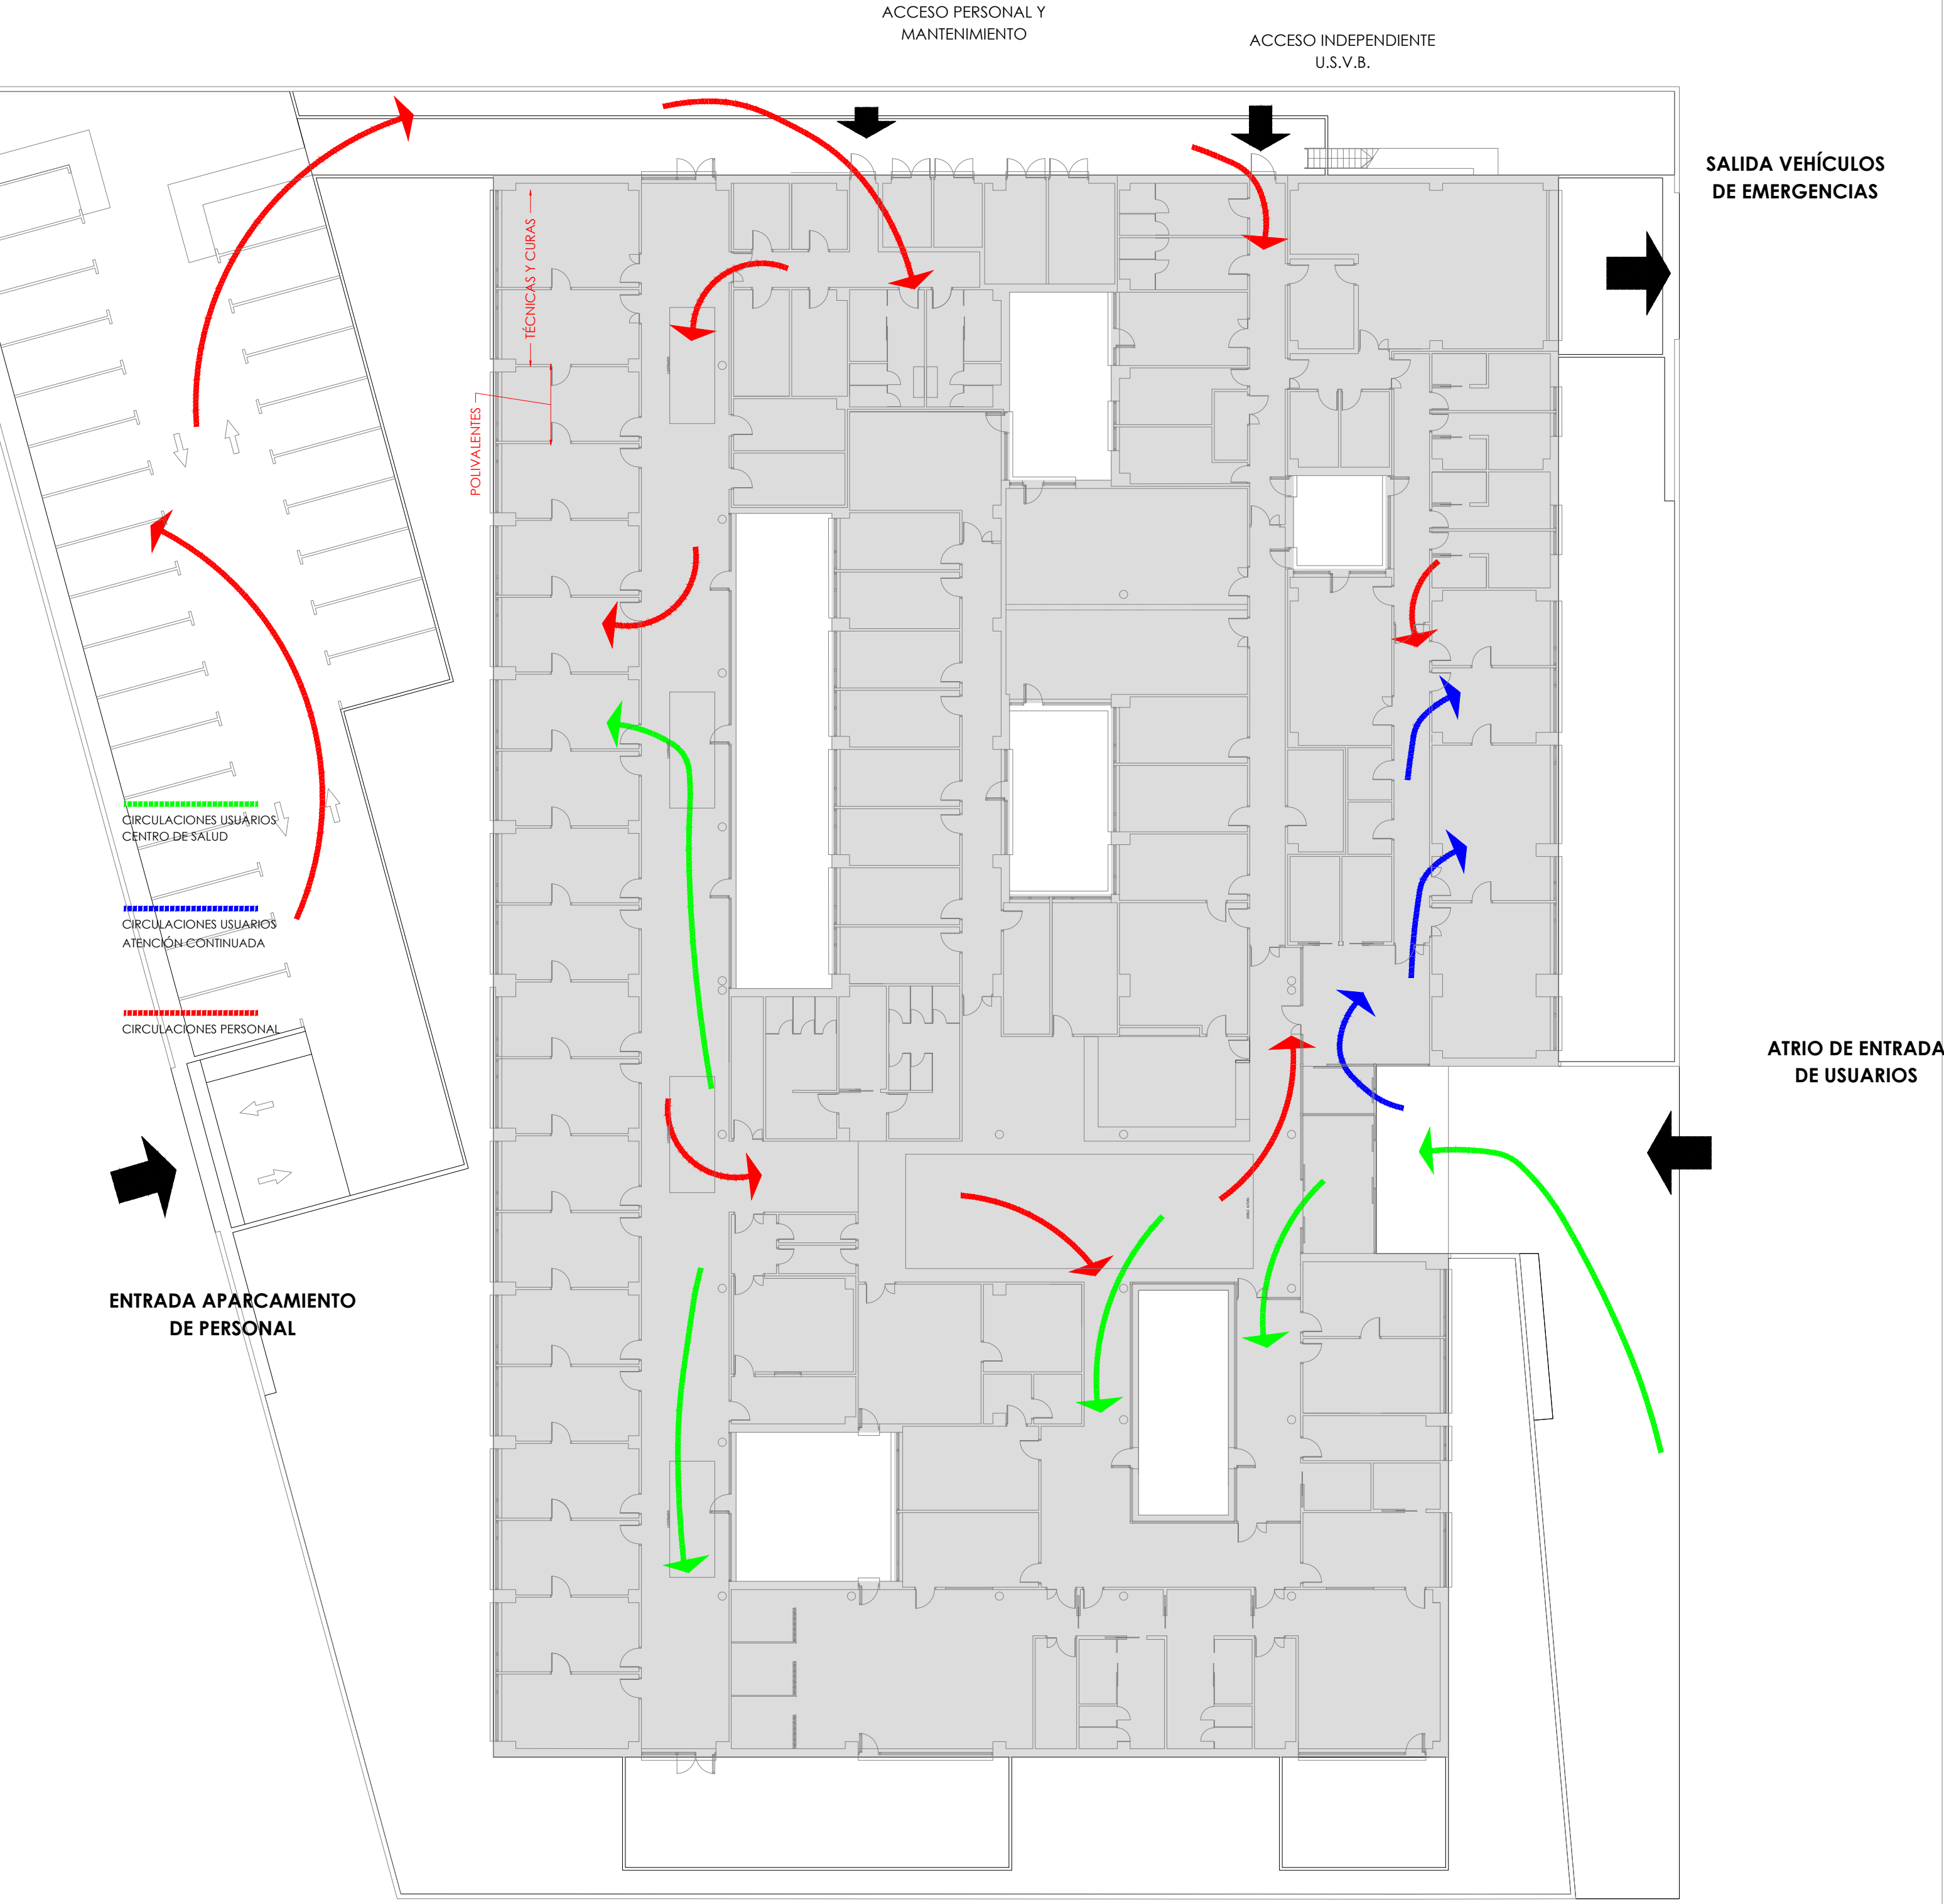 ACCESO PERSONAL Y
MANTENIMIENTO
ACCESO INDEPENDIENTE
U.S.V.B.
SALIDA VEHÍCULOS
DE EMERGENCIAS
TÉCNICAS Y CURAS
POLIVALENTES
CIRCULACIONES USUARIOS
CENTRO DE SALUD
CIRCULACIONES USUARIOS
ATENCIÓN CONTINUADA
CIRCULACIONES PERSONAL
ATRIO DE ENTRADA
DE USUARIOS
ENTRADA APARCAMIENTO
DE PERSONAL